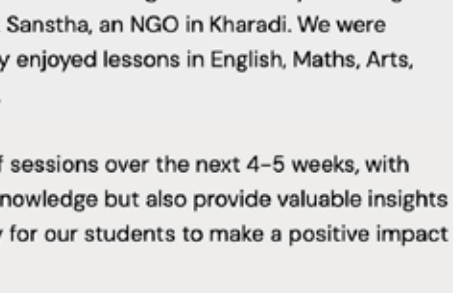 Sanstha, an NGO in Kharadi. We were
y enjoyed lessons in English, Maths, Arts,
.
f sessions over the next 4–5 weeks, with
nowledge but also provide valuable insights
y for our students to make a positive impact